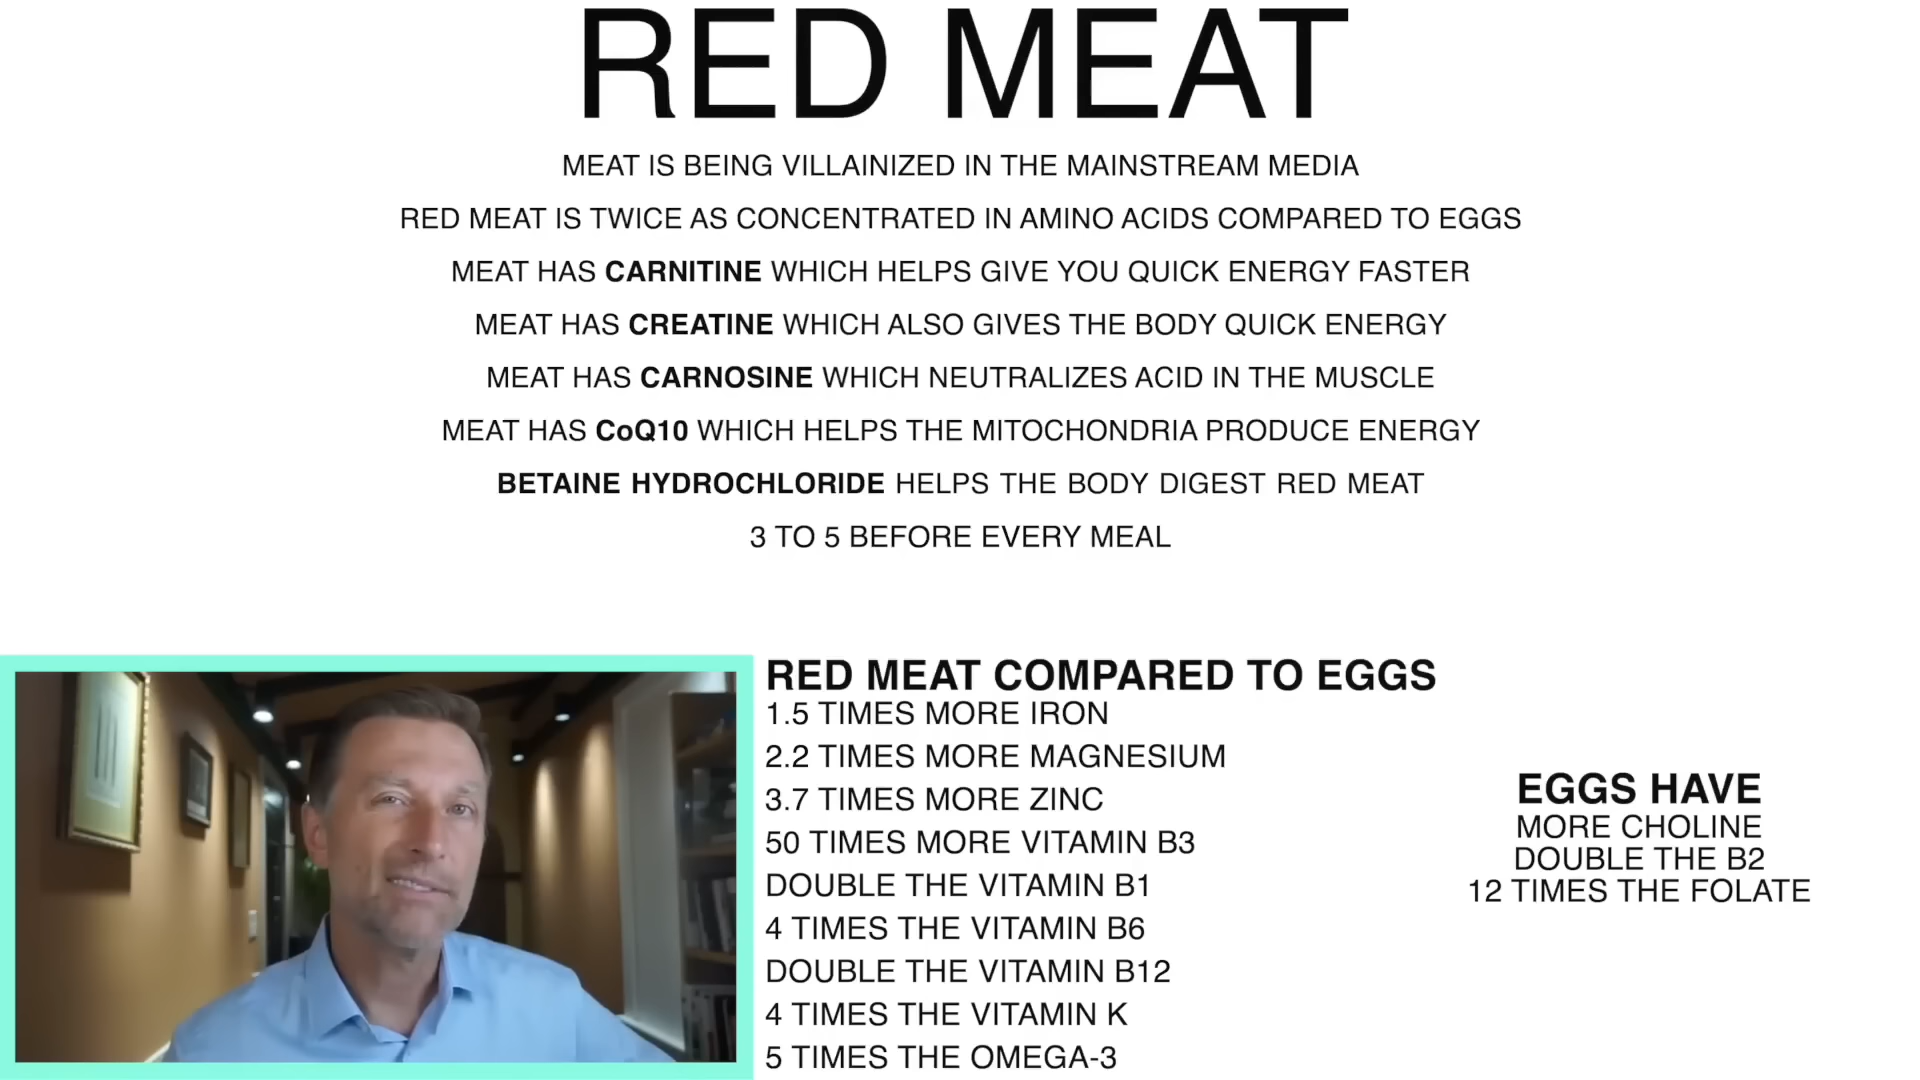 RED MEAT
MEAT IS BEING VILLAINIZED IN THE MAINSTREAM MEDIA
RED MEAT IS TWICE AS CONCENTRATED IN AMINO ACIDS COMPARED TO EGGS
MEAT HAS CARNITINE WHICH HELPS GIVE YOU QUICK ENERGY FASTER
MEAT HAS CREATINE WHICH ALSO GIVES THE BODY QUICK ENERGY
MEAT HAS CARNOSINE WHICH NEUTRALIZES ACID IN THE MUSCLE
MEAT HAS CoQ10 WHICH HELPS THE MITOCHONDRIA PRODUCE ENERGY
BETAINE HYDROCHLORIDE HELPS THE BODY DIGEST RED MEAT
3 TO 5 BEFORE EVERY MEAL
RED MEAT COMPARED TO EGGS
1.5 TIMES MORE IRON
2.2 TIMES MORE MAGNESIUM
3.7 TIMES MORE ZINC
50 TIMES MORE VITAMIN B3
DOUBLE THE VITAMIN B1
4 TIMES THE VITAMIN B6
DOUBLE THE VITAMIN B12
4 TIMES THE VITAMIN K
5 TIMES THE OMEGA-3
EGGS HAVE
MORE CHOLINE
DOUBLE THE B2
12 TIMES THE FOLATE